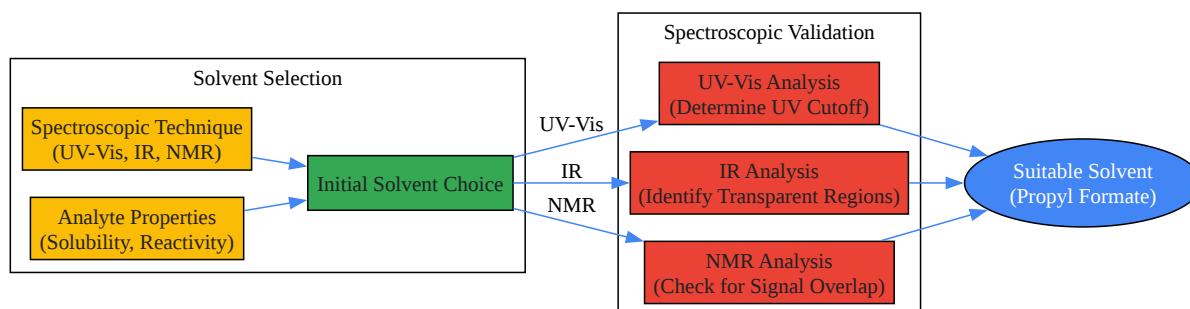 Solvent Selection
Spectroscopic Technique
(UV-Vis, IR, NMR)
Analyte Properties
(Solubility, Reactivity)
Initial Solvent Choice
UV-Vis
IR
NMR
Spectroscopic Validation
UV-Vis Analysis
(Determine UV Cutoff)
IR Analysis
(Identify Transparent Regions)
NMR Analysis
(Check for Signal Overlap)
Suitable Solvent
(Propyl Formate)